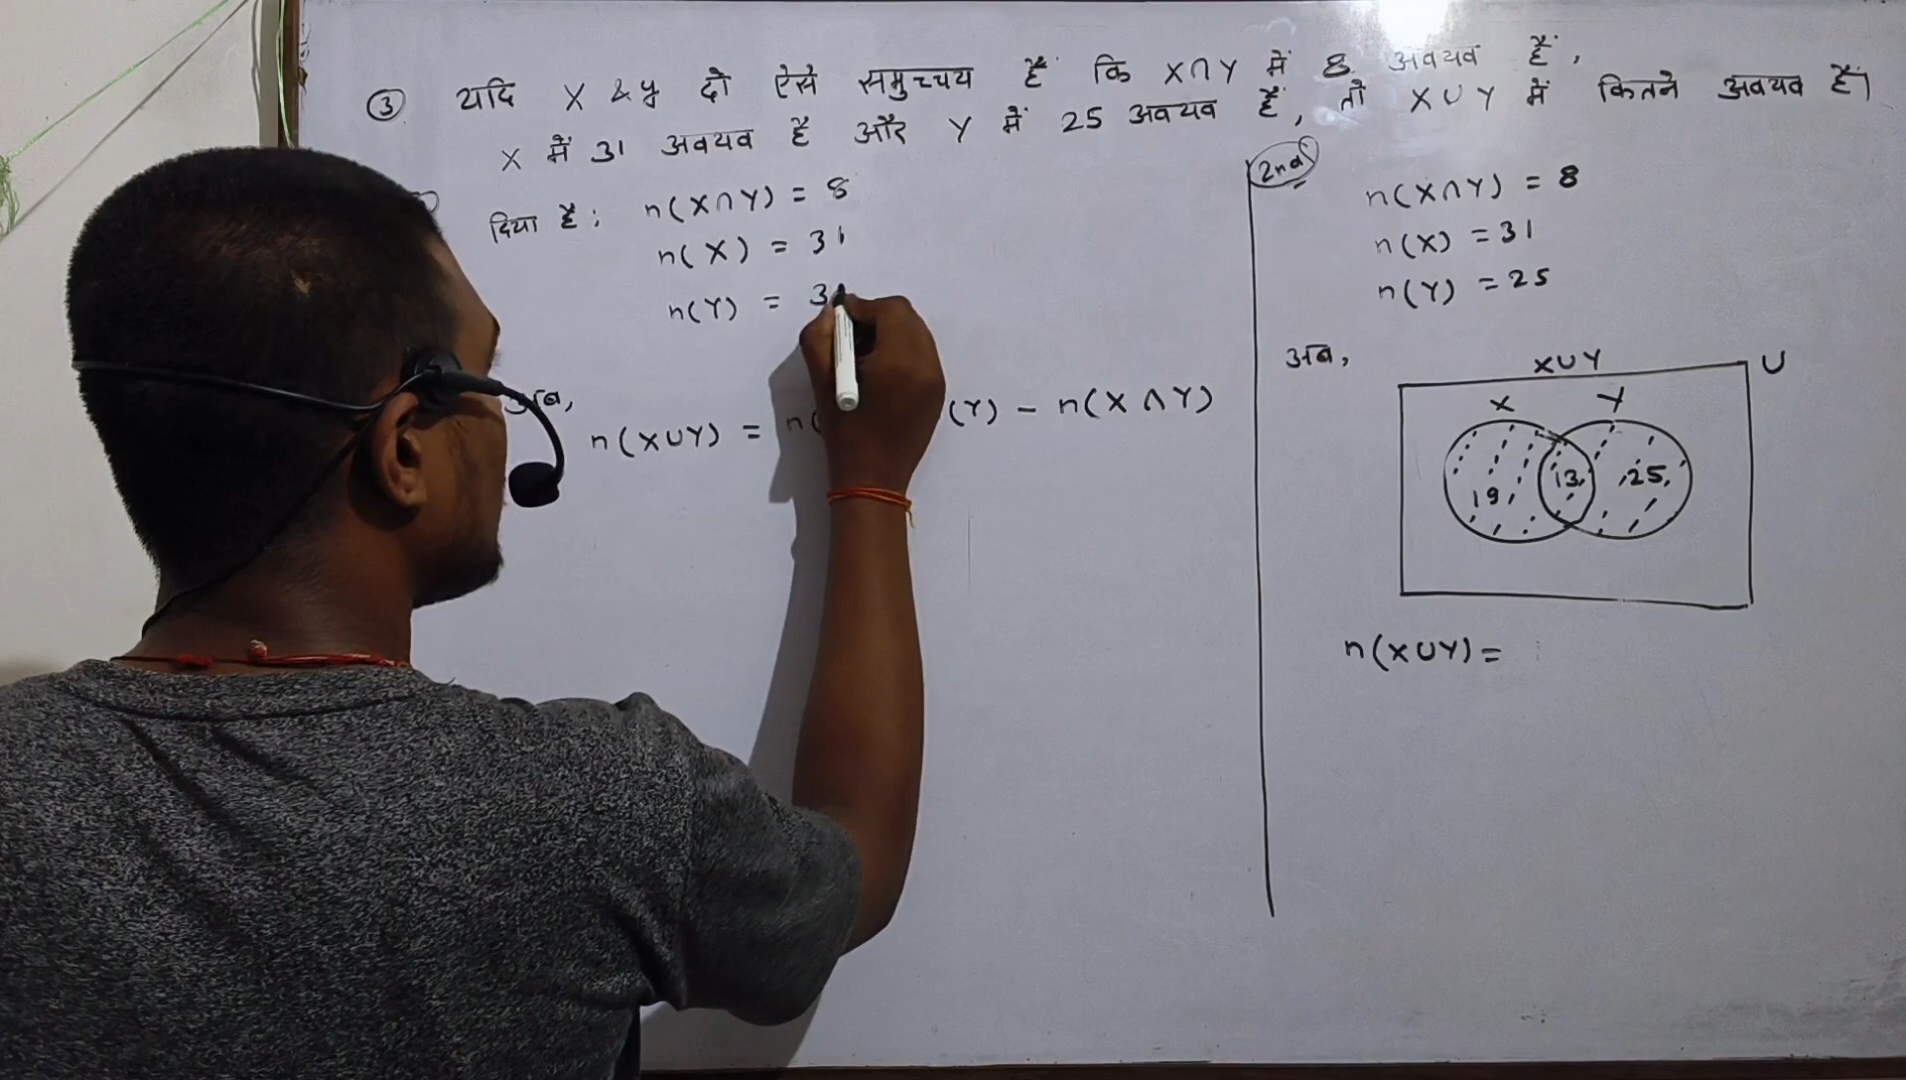 ③ यदि X & y दो ऐसे समुच्चय हैं कि X∩Y में 8 अवयव हैं,
X में 31 अवयव हैं और Y में 25 अवयव हैं, तो X∪Y में कितने अवयव हैं।
दिया है: n(X∩Y) = 8
n(X) = 31
n(Y) = 3
अब,
n(X∪Y) = n( (Y) - n(X∩Y)
2nd
n(X∩Y) = 8
n(X) = 31
n(Y) = 25
अब,
X∪Y U
X Y
19 13 25
n(X∪Y) =